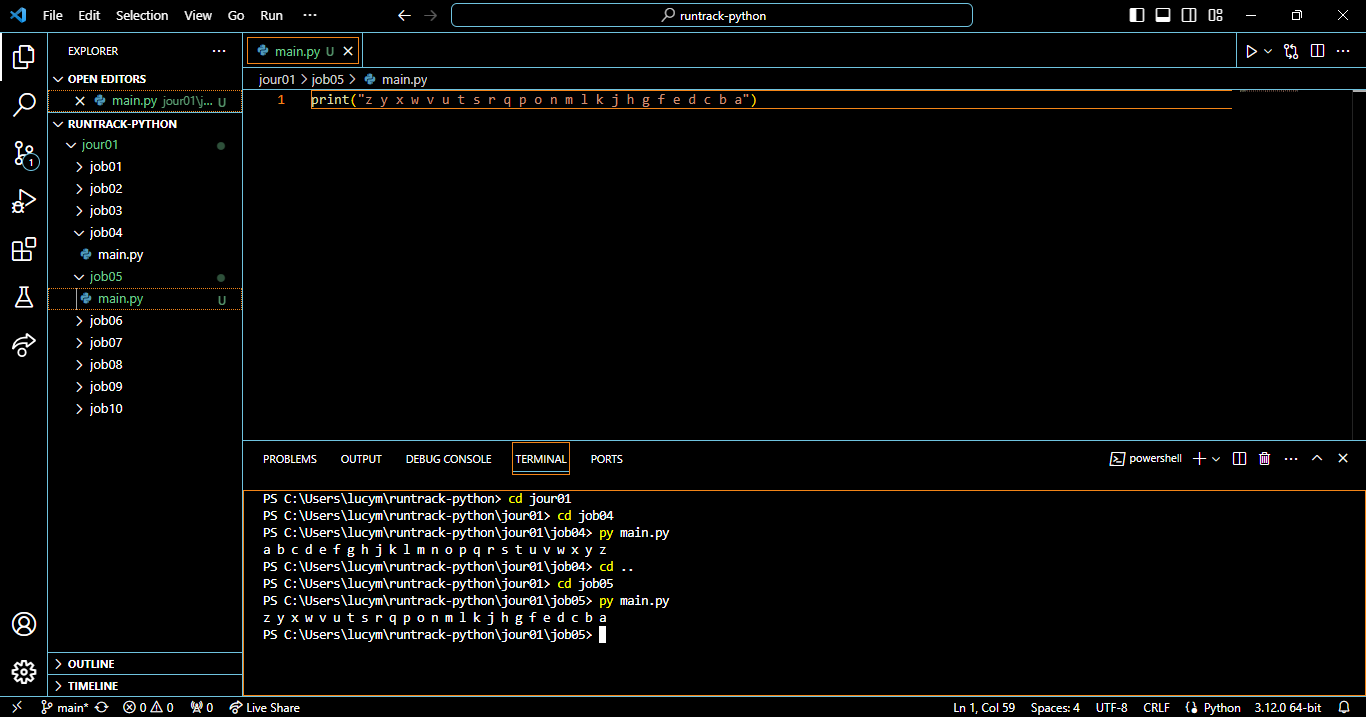 File Edit Selection View Go Run ···
runtrack-python
EXPLORER ···
OPEN EDITORS
main.py jour01\j... U
RUNTRACK-PYTHON
jour01
job01
job02
job03
job04
main.py
job05
main.py U
job06
job07
job08
job09
job10
OUTLINE
TIMELINE
1
main.py U
jour01 > job05 > main.py
1 print("z y x w v u t s r q p o n m l k j h g f e d c b a")
PROBLEMS OUTPUT DEBUG CONSOLE TERMINAL PORTS
powershell
PS C:\Users\lucym\runtrack-python> cd jour01
PS C:\Users\lucym\runtrack-python\jour01> cd job04
PS C:\Users\lucym\runtrack-python\jour01\job04> py main.py
a b c d e f g h j k l m n o p q r s t u v w x y z
PS C:\Users\lucym\runtrack-python\jour01\job04> cd ..
PS C:\Users\lucym\runtrack-python\jour01> cd job05
PS C:\Users\lucym\runtrack-python\jour01\job05> py main.py
z y x w v u t s r q p o n m l k j h g f e d c b a
PS C:\Users\lucym\runtrack-python\jour01\job05>
main* 0 0 0 Live Share Ln 1, Col 59 Spaces: 4 UTF-8 CRLF Python 3.12.0 64-bit